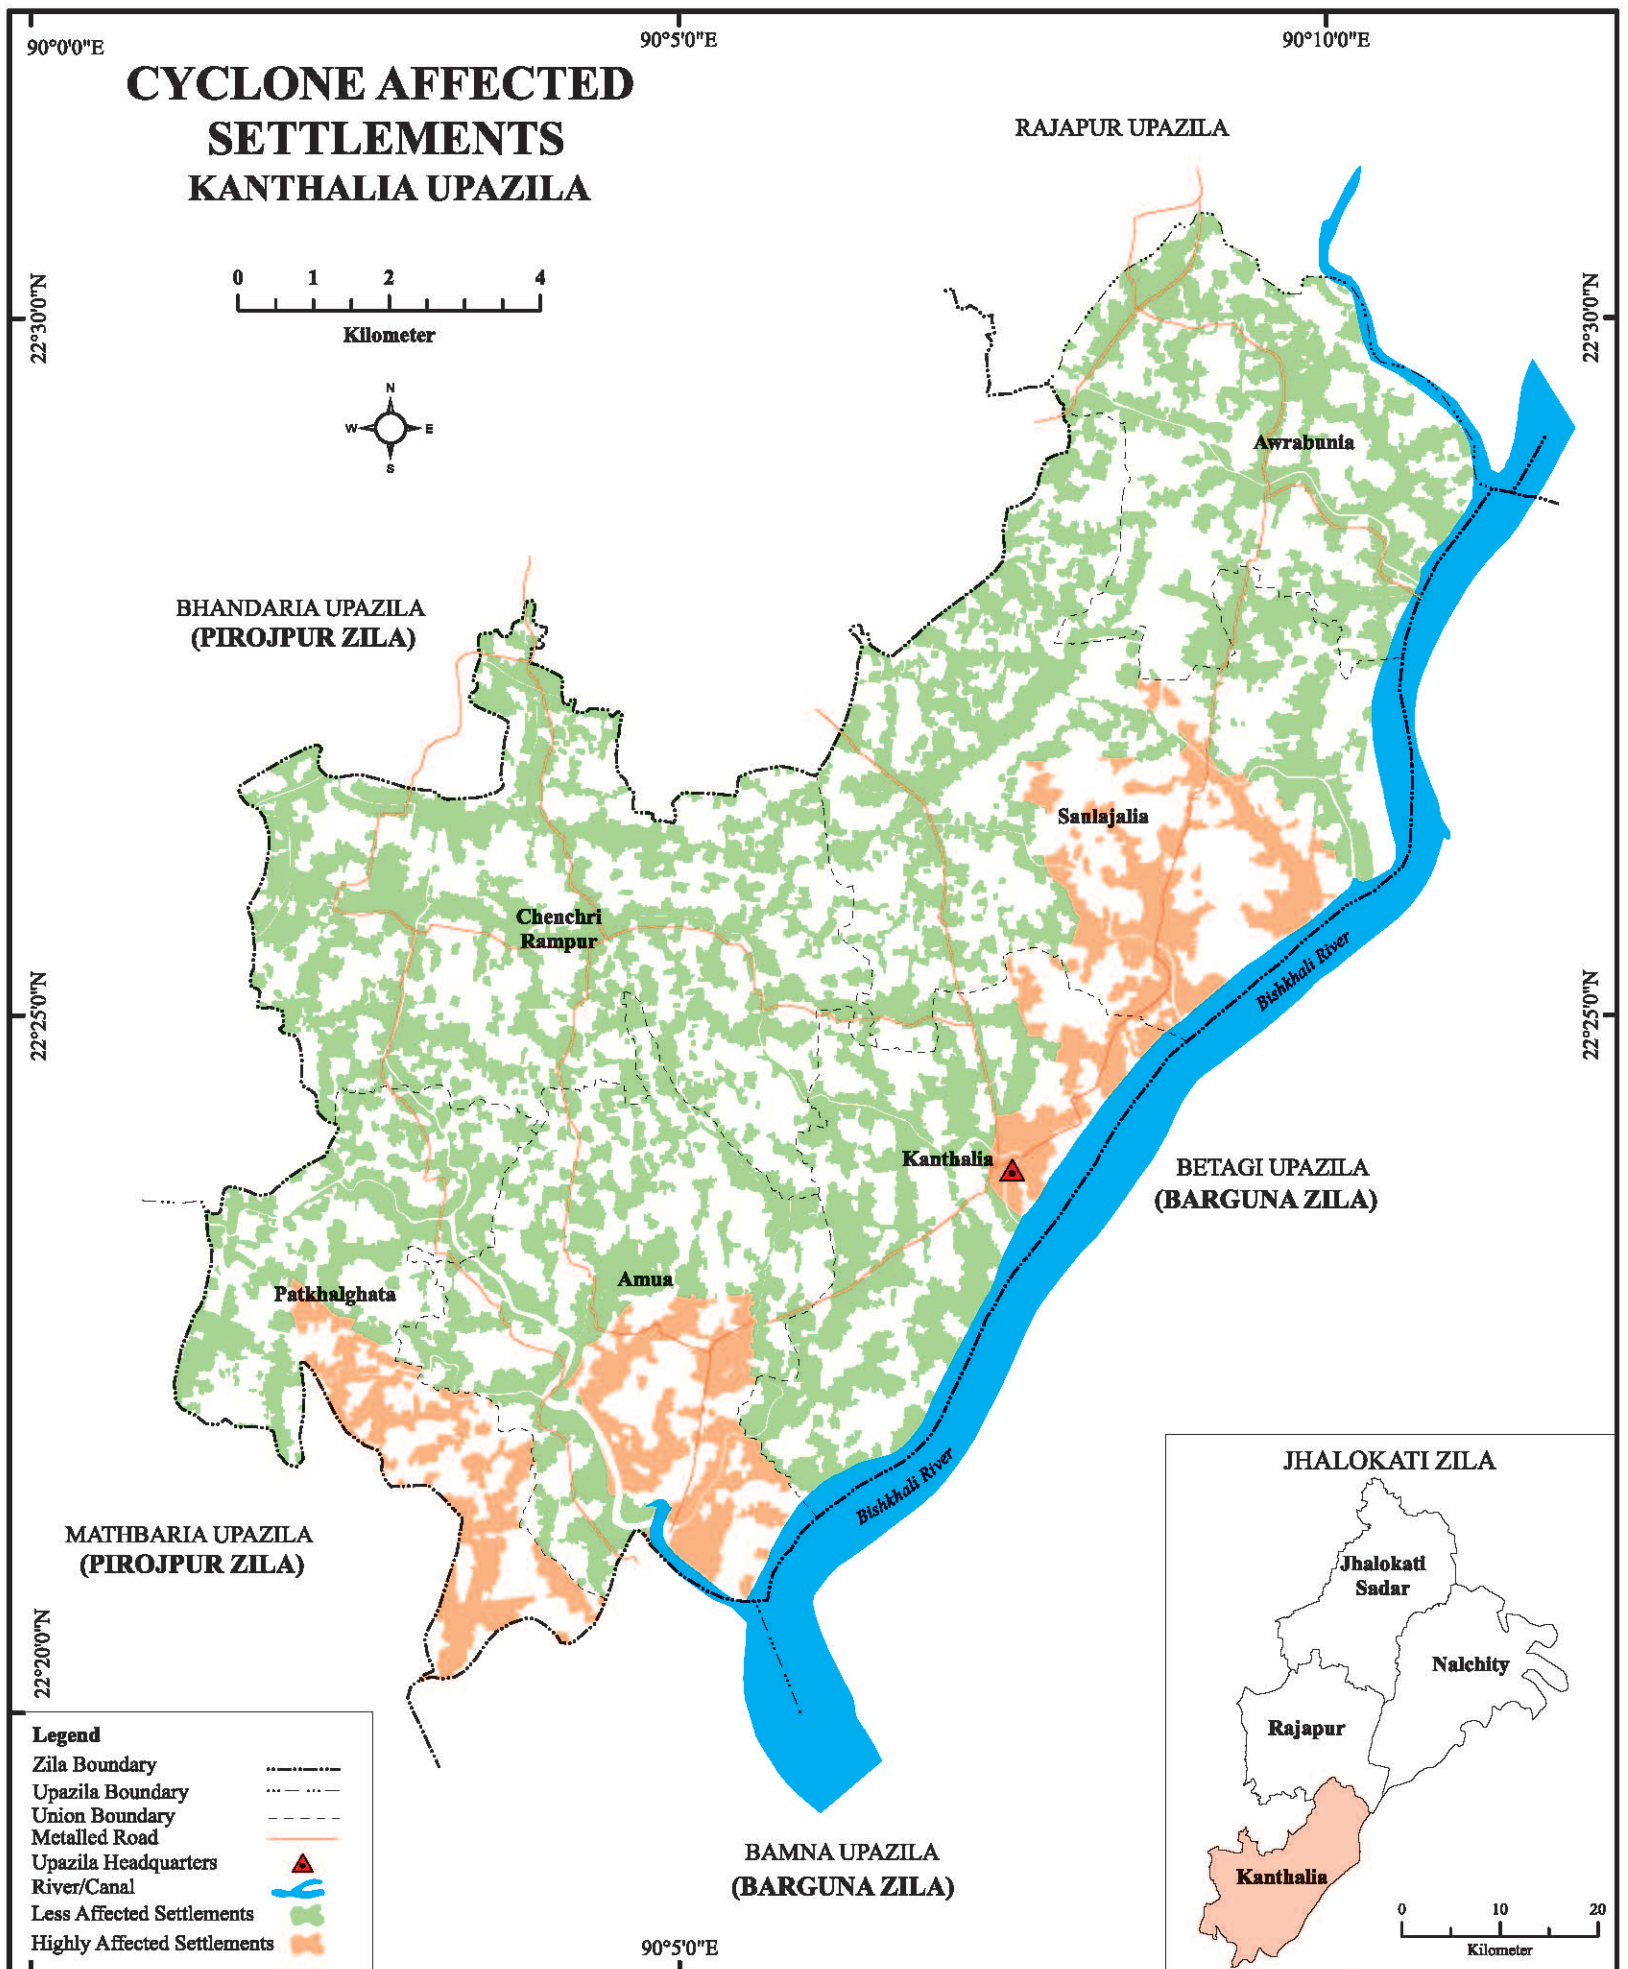 90°0'0"E
90°5'0"E
90°10'0"E
CYCLONE AFFECTED
SETTLEMENTS
KANTHALIA UPAZILA
RAJAPUR UPAZILA
0 1 2 4
Kilometer
22°30'0"N
22°30'0"N
N
W E
S
Awrabunia
BHANDARIA UPAZILA
(PIROJPUR ZILA)
Saulajalia
Chenchri
Rampur
Bishkhali River
22°25'0"N
22°25'0"N
Kanthalia
BETAGI UPAZILA
(BARGUNA ZILA)
Patkhalghata
Amua
Bishkhali River
MATHBARIA UPAZILA
(PIROJPUR ZILA)
22°20'0"N
BAMNA UPAZILA
(BARGUNA ZILA)
90°5'0"E
Legend
Zila Boundary
Upazila Boundary
Union Boundary
Metalled Road
Upazila Headquarters
River/Canal
Less Affected Settlements
Highly Affected Settlements
JHALOKATI ZILA
Jhalokati
Sadar
Nalchity
Rajapur
Kanthalia
0 10 20
Kilometer